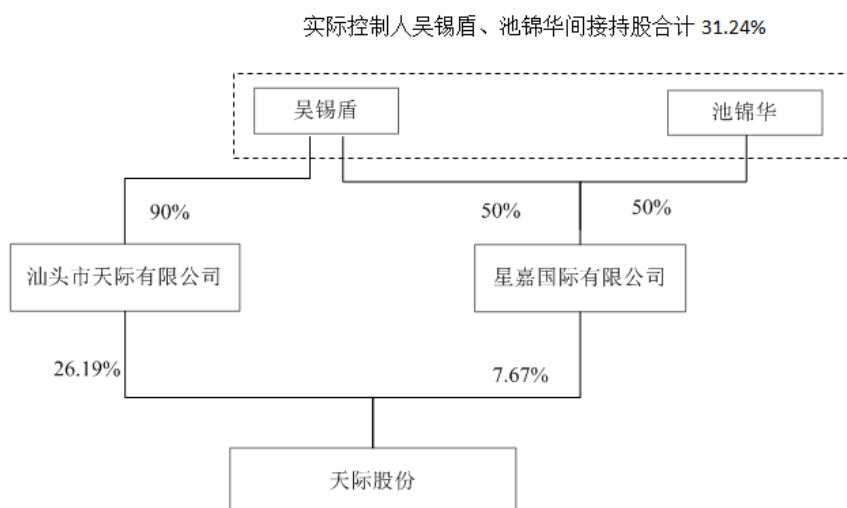 实际控制人吴锡盾、池锦华间接持股合计 31.24%
吴锡盾
池锦华
90%
50%
50%
汕头市天际有限公司
星嘉国际有限公司
26.19%
7.67%
天际股份